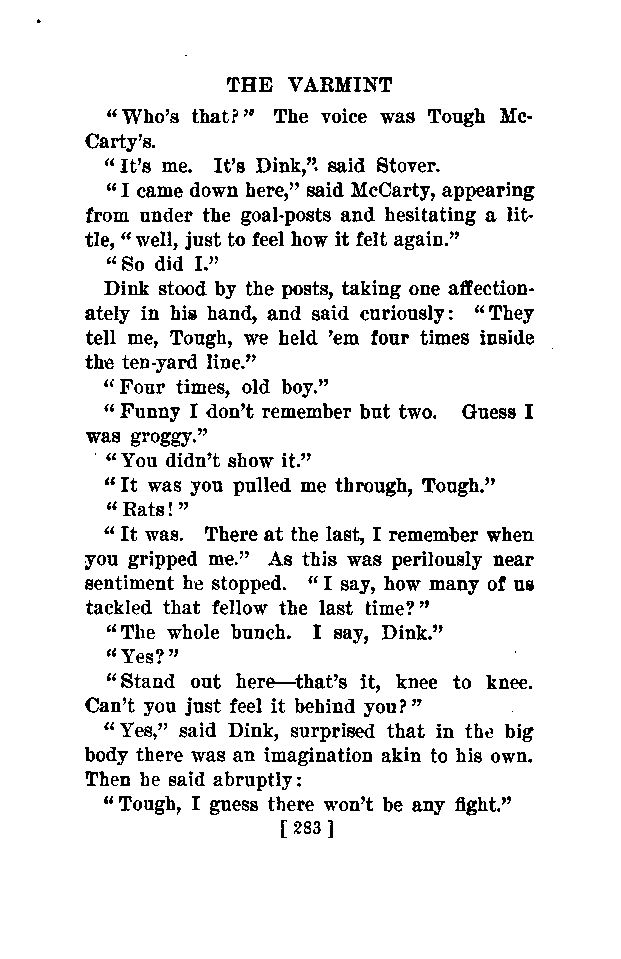 THE VARMINT
"Who's that?" The voice was Tough Mc-
Carty's.
"It's me. It's Dink," said Stover.
"I came down here," said McCarty, appearing
from under the goal-posts and hesitating a lit-
tle, "well, just to feel how it felt again."
"So did I."
Dink stood by the posts, taking one affection-
ately in his hand, and said curiously: "They
tell me, Tough, we held 'em four times inside
the ten-yard line."
"Four times, old boy."
"Funny I don't remember but two. Guess I
was groggy."
"You didn't show it."
"It was you pulled me through, Tough."
"Rats!"
"It was. There at the last, I remember when
you gripped me." As this was perilously near
sentiment he stopped. "I say, how many of us
tackled that fellow the last time?"
"The whole bunch. I say, Dink."
"Yes?"
"Stand out here—that's it, knee to knee.
Can't you just feel it behind you?"
"Yes," said Dink, surprised that in the big
body there was an imagination akin to his own.
Then he said abruptly:
"Tough, I guess there won't be any fight."
[ 283 ]